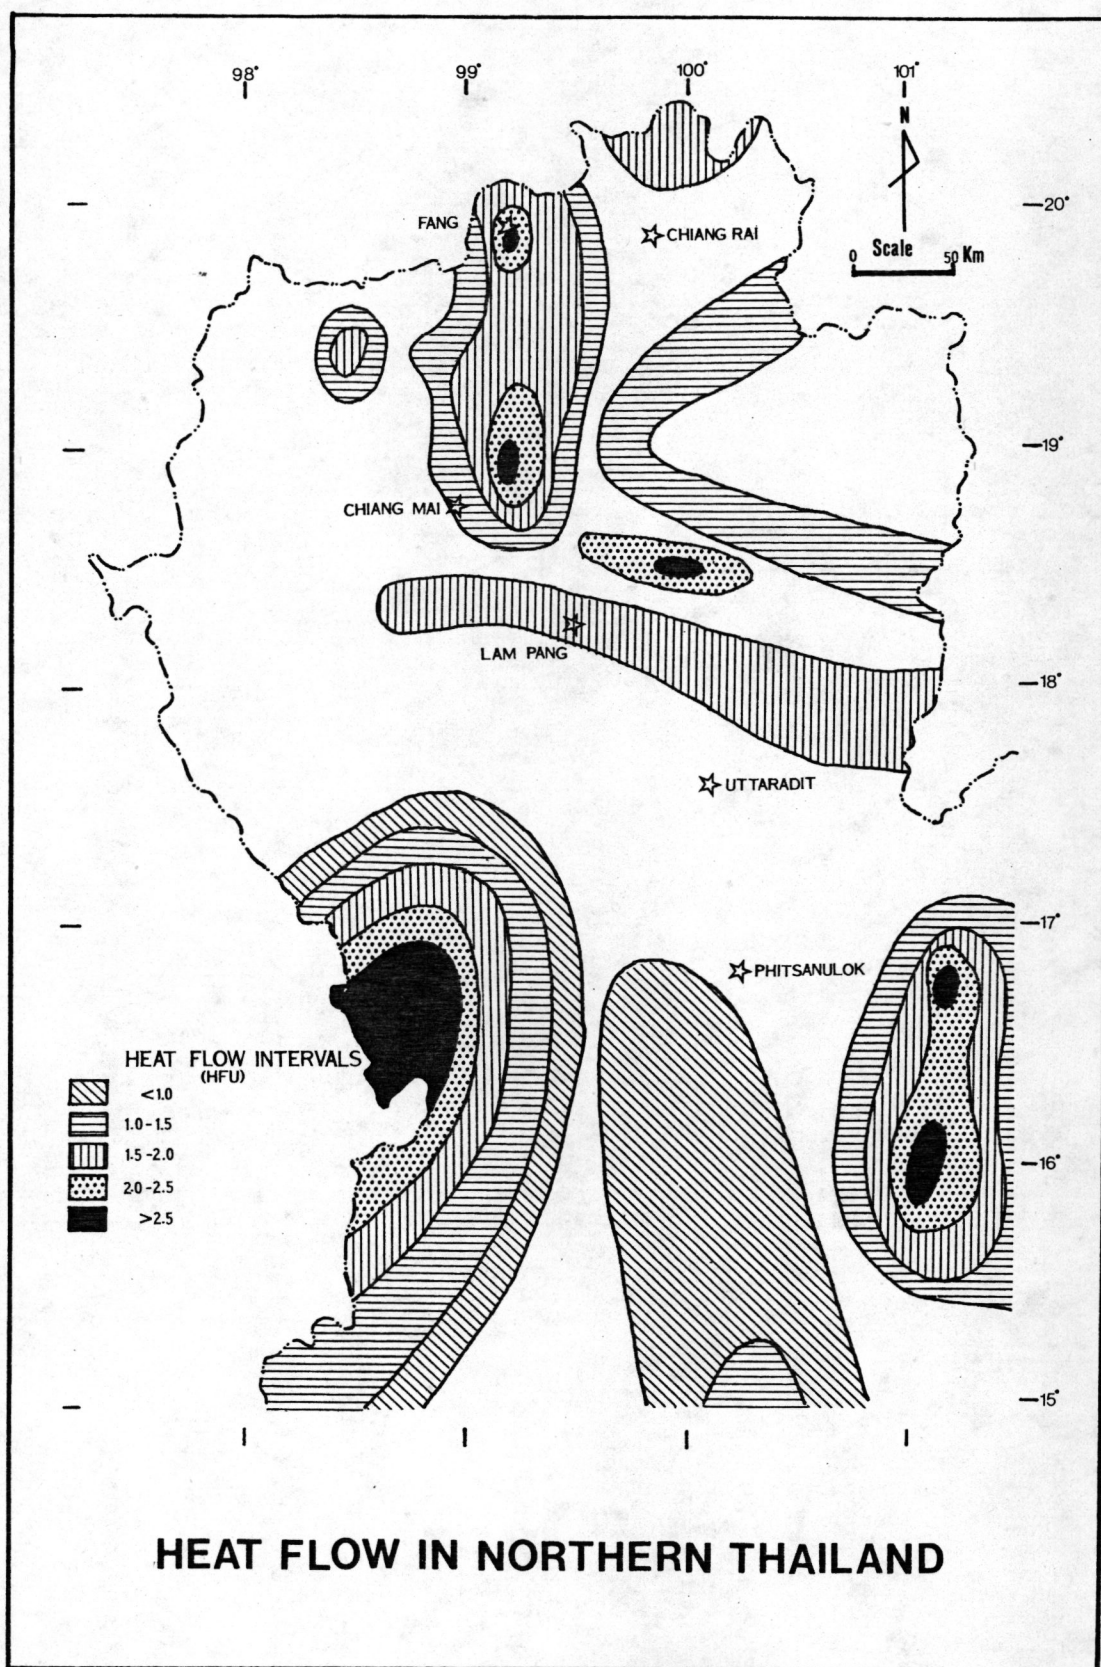 98° 99° 100° 101°
N
20°
FANG
CHIANG RAI
Scale
0 50 Km
19°
CHIANG MAI
LAM PANG
18°
UTTARADIT
17°
PHITSANULOK
HEAT FLOW INTERVALS
(HFU)
<1.0
1.0-1.5
1.5-2.0
2.0-2.5
>2.5
16°
15°
HEAT FLOW IN NORTHERN THAILAND